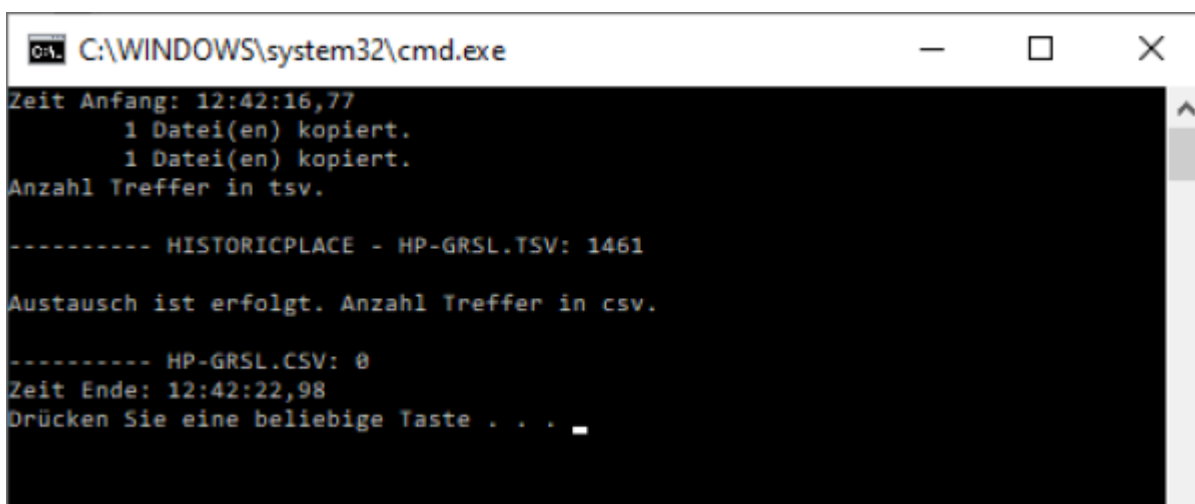 C:\WINDOWS\system32\cmd.exe
Zeit Anfang: 12:42:16,77
        1 Datei(en) kopiert.
        1 Datei(en) kopiert.
Anzahl Treffer in tsv.
---------- HISTORICPLACE - HP-GRSL.TSV: 1461
Austausch ist erfolgt. Anzahl Treffer in csv.
---------- HP-GRSL.CSV: 0
Zeit Ende: 12:42:22,98
Drücken Sie eine beliebige Taste . . .